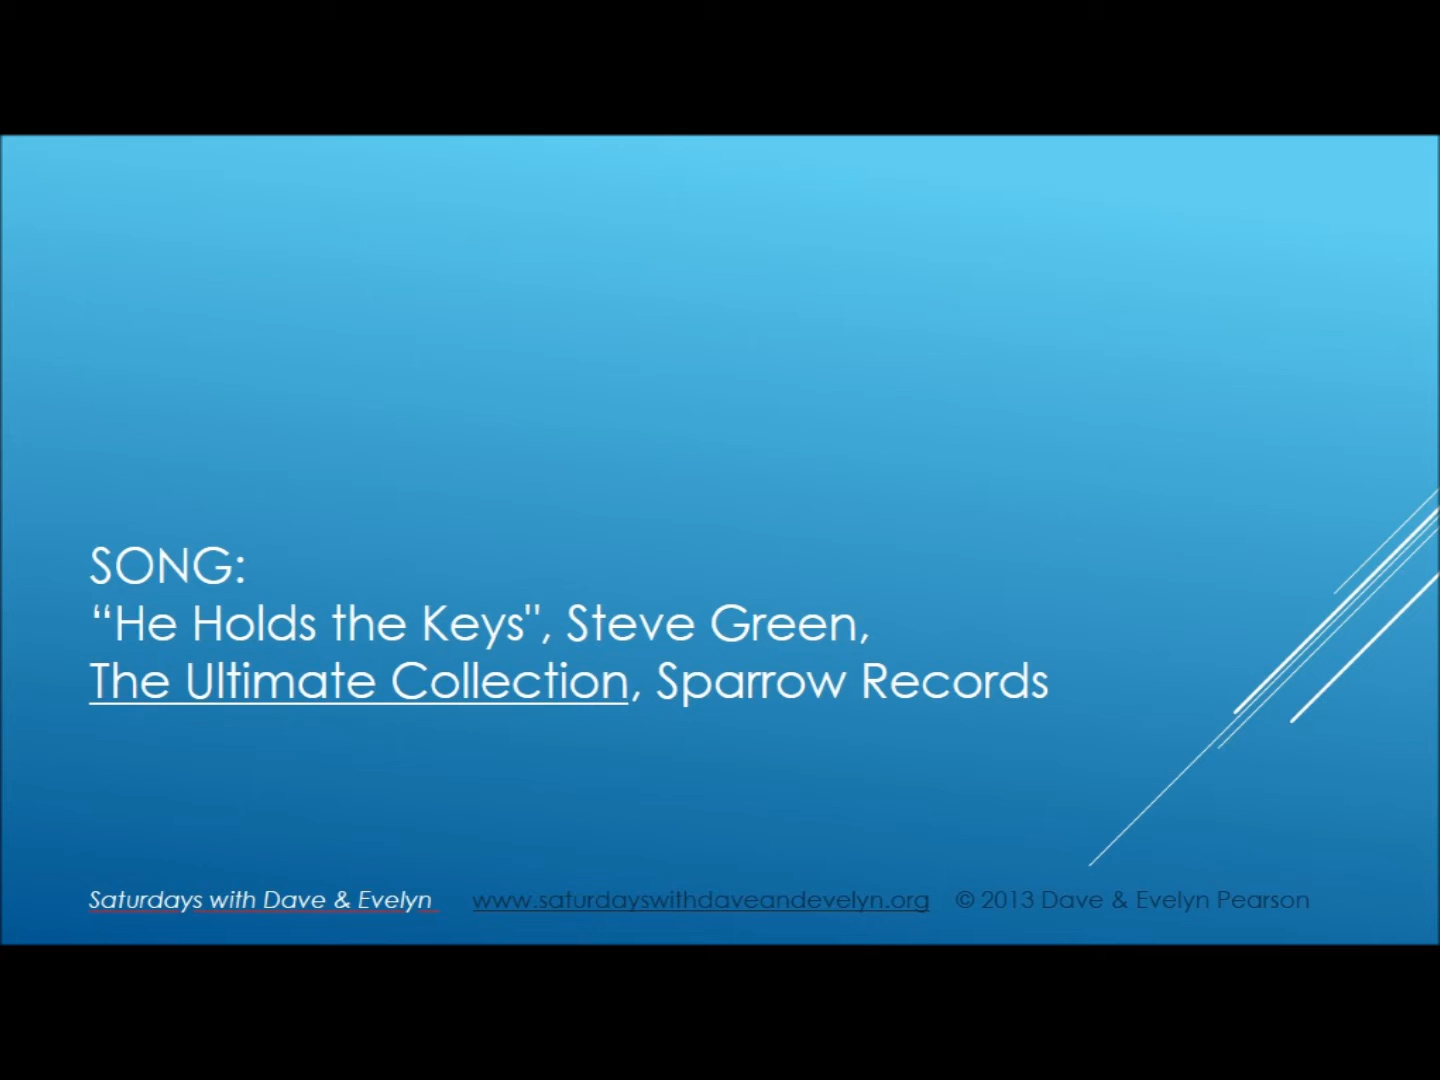 SONG:
“He Holds the Keys", Steve Green,
The Ultimate Collection, Sparrow Records
Saturdays with Dave & Evelyn www.saturdayswithdaveandevelyn.org © 2013 Dave & Evelyn Pearson